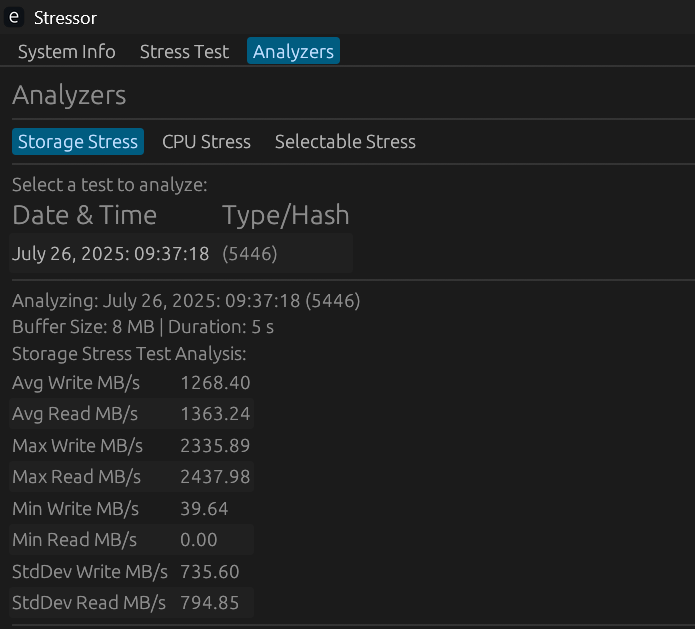 e Stressor
System Info Stress Test Analyzers
Analyzers
Storage Stress CPU Stress Selectable Stress
Select a test to analyze:
Date & Time Type/Hash
July 26, 2025: 09:37:18 (5446)
Analyzing: July 26, 2025: 09:37:18 (5446)
Buffer Size: 8 MB | Duration: 5 s
Storage Stress Test Analysis:
Avg Write MB/s 1268.40
Avg Read MB/s 1363.24
Max Write MB/s 2335.89
Max Read MB/s 2437.98
Min Write MB/s 39.64
Min Read MB/s 0.00
StdDev Write MB/s 735.60
StdDev Read MB/s 794.85